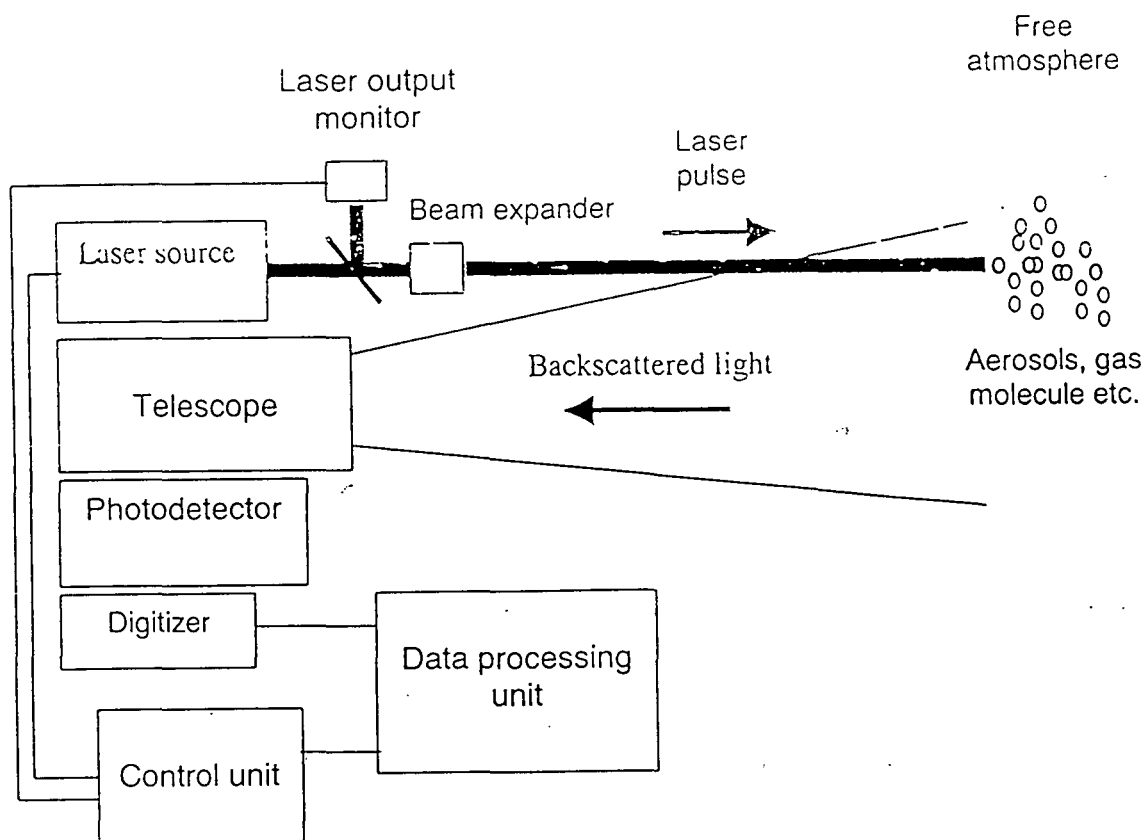 Free
atmosphere
Laser output
monitor
Laser
pulse
Beam expander
Laser source
Backscattered light
Aerosols, gas
molecule etc.
Telescope
Photodetector
Digitizer
Data processing
unit
Control unit